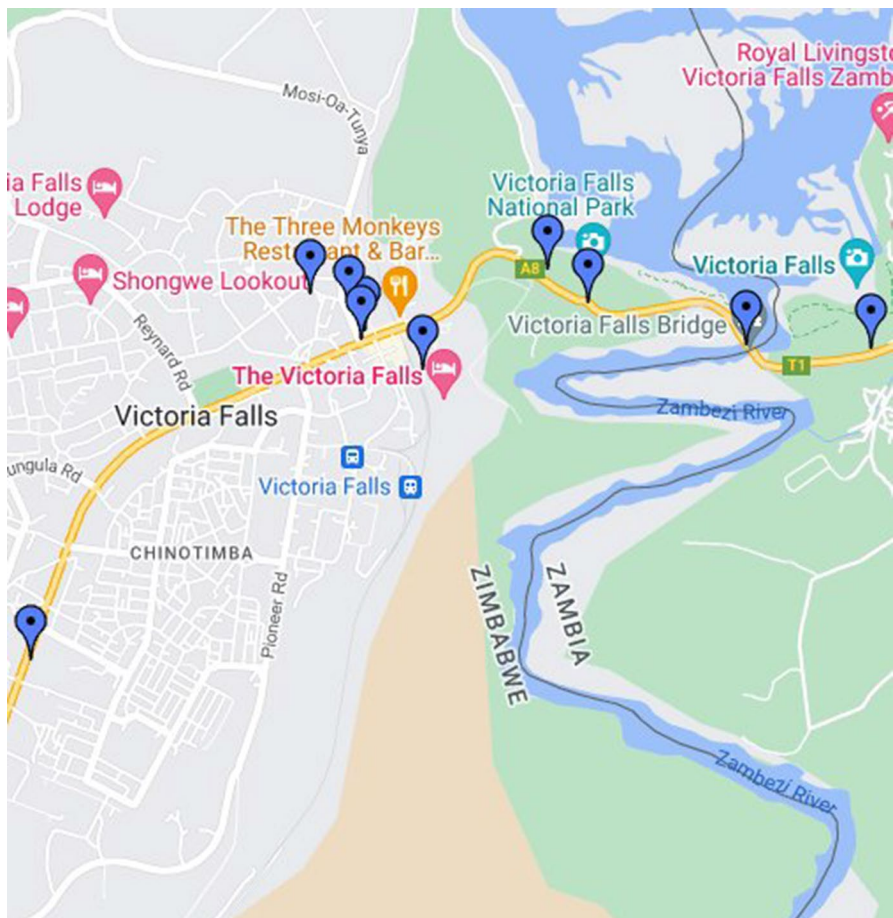 Royal Livingsto
Victoria Falls Zamb
Mosi-Oa-Tunya
ia Falls
Lodge
Victoria Falls
National Park
The Three Monkeys
Restaurant & Bar...
Shongwe Lookout
A8
Victoria Falls
Victoria Falls Bridge
Reynard Rd
T1
The Victoria Falls
Zambezi River
Victoria Falls
ungula Rd
Victoria Falls
CHINOTIMBA
ZIMBABWE
ZAMBIA
Pioneer Rd
Zambezi River